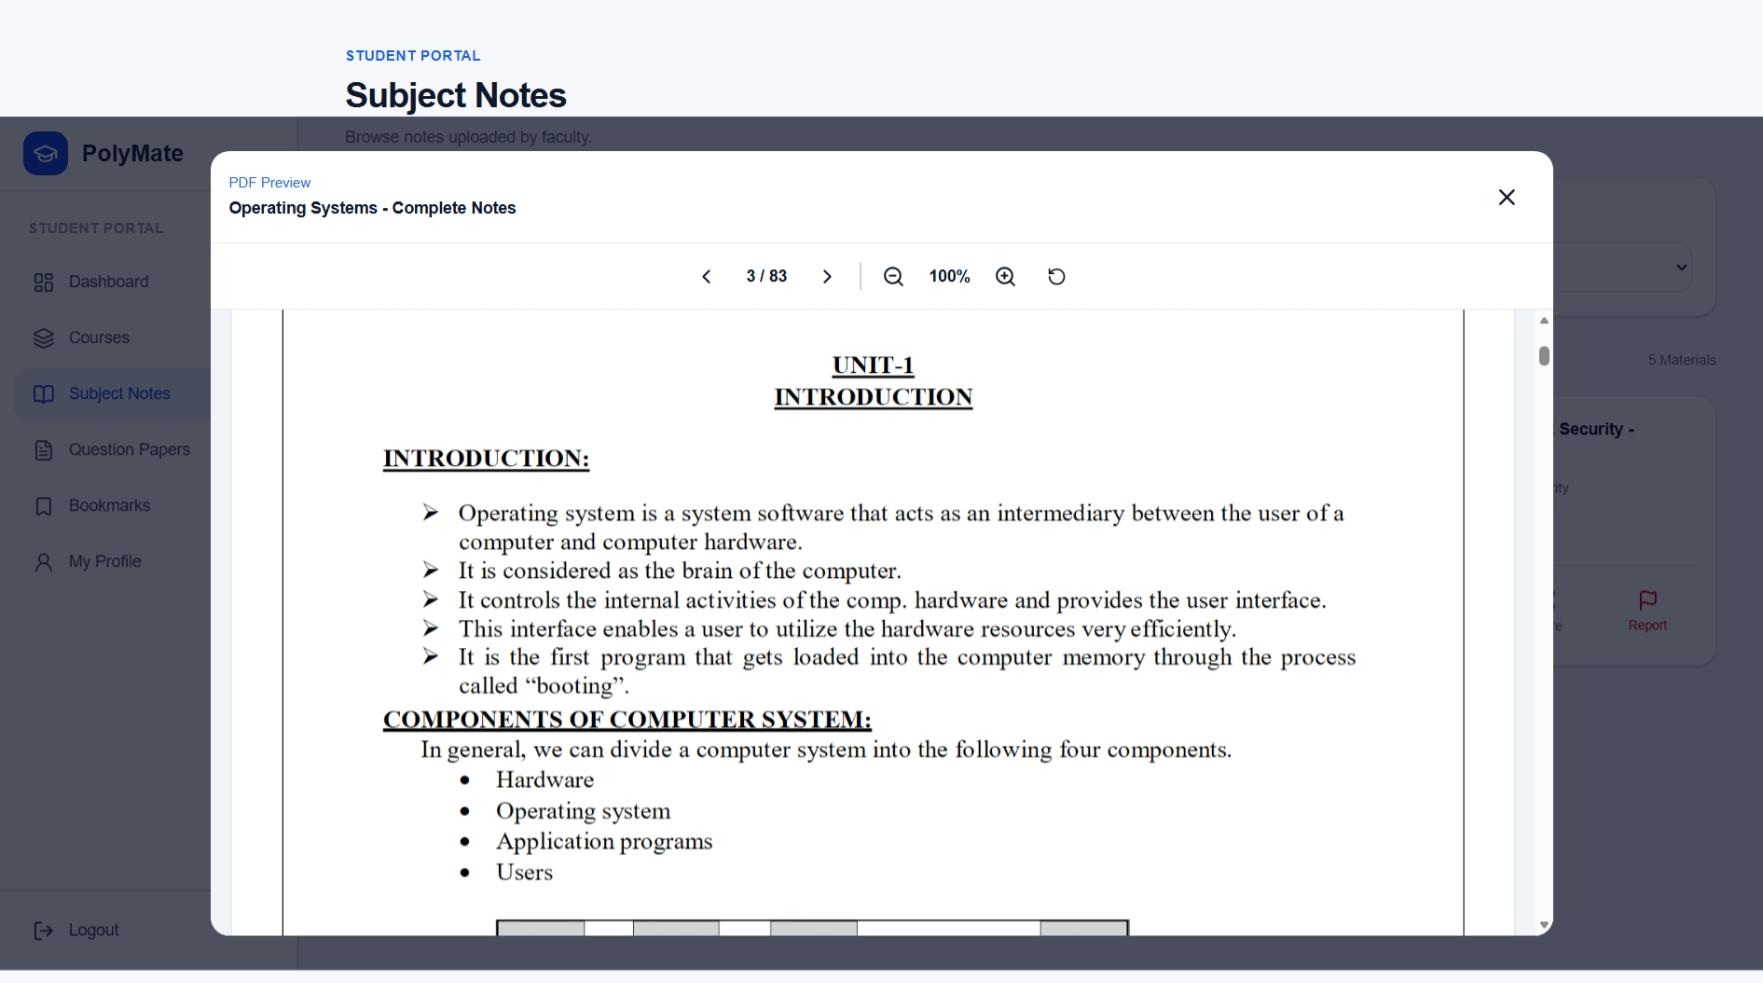 STUDENT PORTAL
Subject Notes
Browse notes uploaded by faculty.
PolyMate
STUDENT PORTAL
Dashboard
Courses
Subject Notes
Question Papers
Bookmarks
My Profile
Logout
PDF Preview
Operating Systems - Complete Notes
3 / 83
100%
UNIT-1
INTRODUCTION
INTRODUCTION:
➢ Operating system is a system software that acts as an intermediary between the user of a
computer and computer hardware.
➢ It is considered as the brain of the computer.
➢ It controls the internal activities of the comp. hardware and provides the user interface.
➢ This interface enables a user to utilize the hardware resources very efficiently.
➢ It is the first program that gets loaded into the computer memory through the process
called “booting”.
COMPONENTS OF COMPUTER SYSTEM:
In general, we can divide a computer system into the following four components.
• Hardware
• Operating system
• Application programs
• Users
5 Materials
Security -
Report